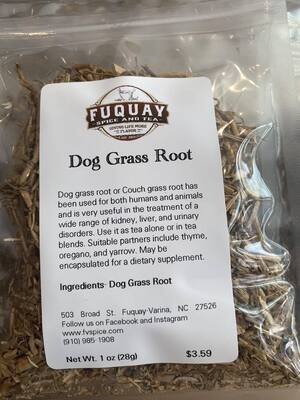 FUQUAY
SPICE AND TEA
GIVING LIFE MORE
FLAVOR
Dog Grass Root
Dog grass root or Couch grass root has
been used for both humans and animals
and is very useful in the treatment of a
wide range of kidney, liver, and urinary
disorders. Use it as tea alone or in tea
blends. Suitable partners include thyme,
oregano, and yarrow. May be
encapsulated for a dietary supplement.
Ingredients- Dog Grass Root
503 Broad St. Fuquay-Varina, NC 27526
Follow us on Facebook and Instagram
www.fvspice.com
(910) 985-1908
Net Wt. 1 oz (28g) $3.59